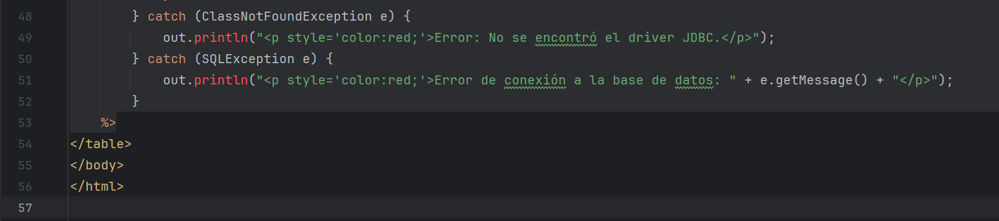 48 } catch (ClassNotFoundException e) {
49 out.println("<p style='color:red;'>Error: No se encontró el driver JDBC.</p>");
50 } catch (SQLException e) {
51 out.println("<p style='color:red;'>Error de conexión a la base de datos: " + e.getMessage() + "</p>");
52 }
53 %>
54 </table>
55 </body>
56 </html>
57